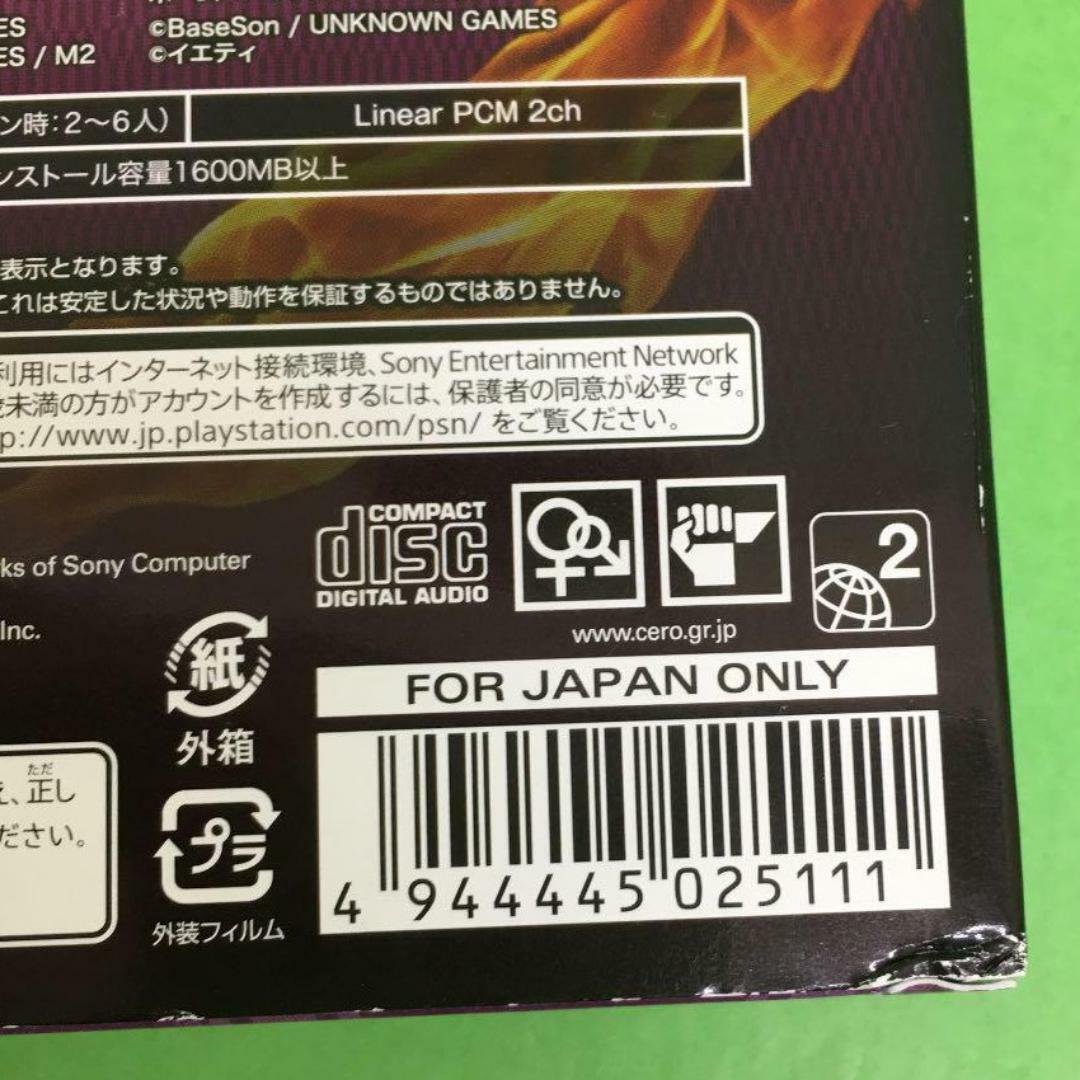 ES
©BaseSon / UNKNOWN GAMES
ES / M2
©イエティ
ン時:2〜6人)
Linear PCM 2ch
ンストール容量1600MB以上
表示となります。
これは安定した状況や動作を保証するものではありません。
利用にはインターネット接続環境、Sony Entertainment Network
歳未満の方がアカウントを作成するには、保護者の同意が必要です。
p://www.jp.playstation.com/psn/ をご覧ください。
ks of Sony Computer
Inc.
COMPACT
disc
DIGITAL AUDIO
2
www.cero.gr.jp
紙
外箱
FOR JAPAN ONLY
ただ
え、正し
ださい。
プラ
外装フィルム
4 944445 025111